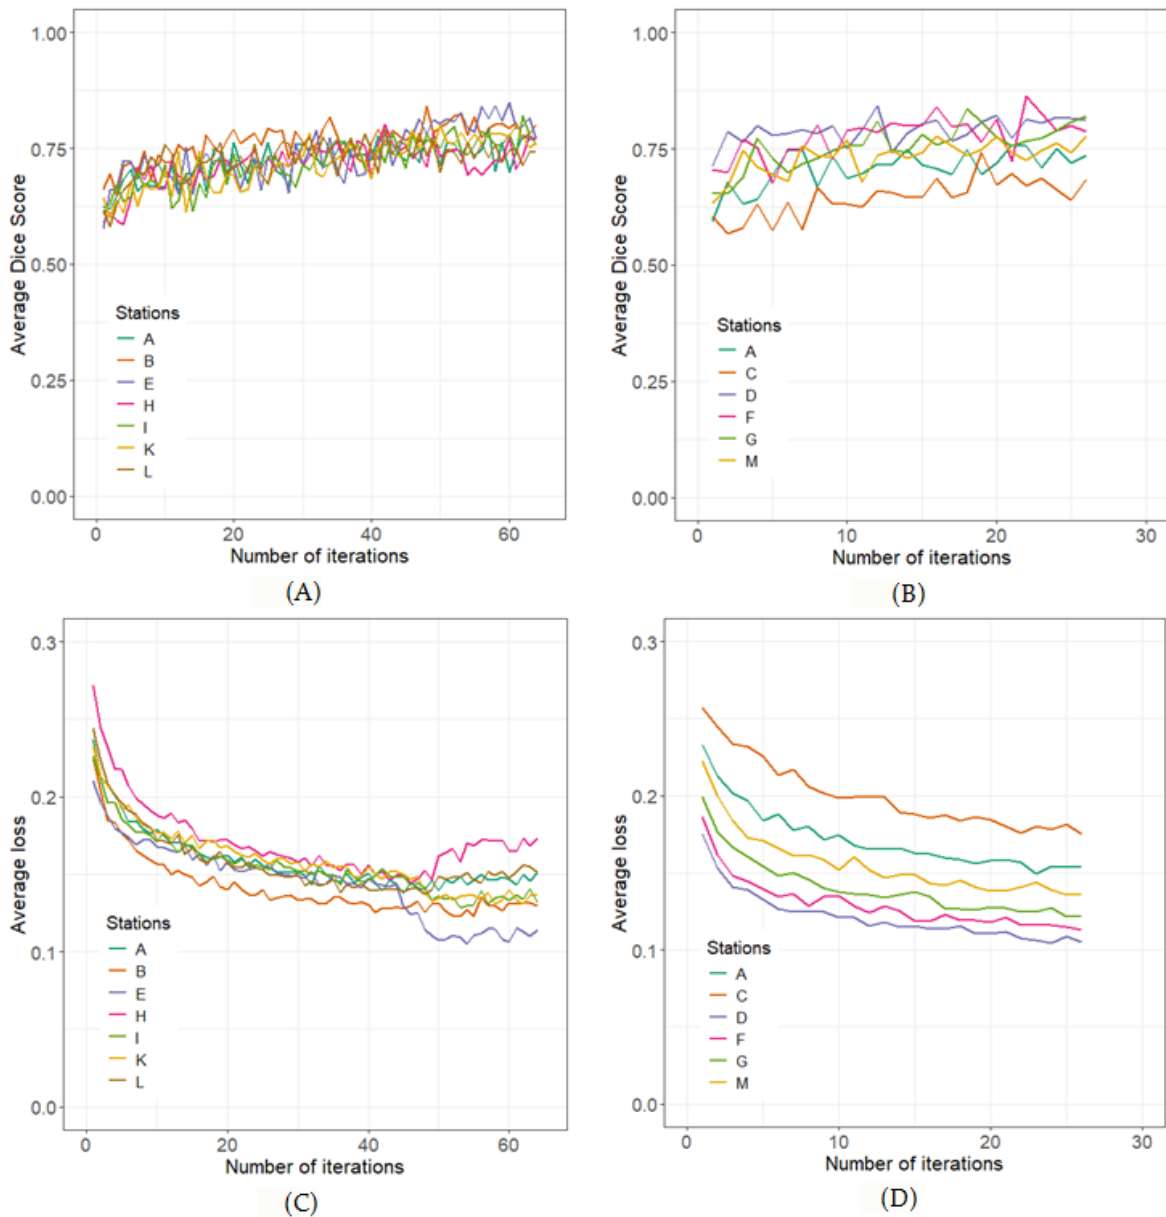 1.00
0.75
0.50
0.25
0.00
Average Dice Score
Stations
A
B
E
H
I
K
L
0 20 40 60
Number of iterations
(A)
1.00
0.75
0.50
0.25
0.00
Average Dice Score
Stations
A
C
D
F
G
M
0 10 20 30
Number of iterations
(B)
0.3
0.2
0.1
0.0
Average loss
Stations
A
B
E
H
I
K
L
0 20 40 60
Number of iterations
(C)
0.3
0.2
0.1
0.0
Average loss
Stations
A
C
D
F
G
M
0 10 20 30
Number of iterations
(D)